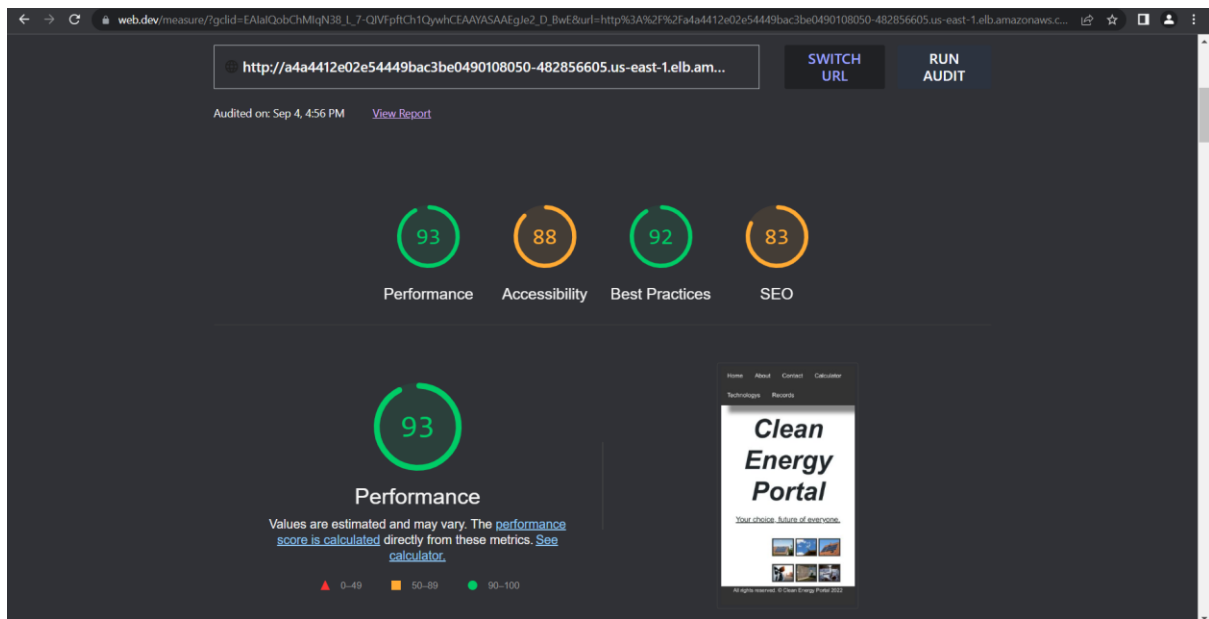 web.dev/measure/?gclid=EAIaIQobChMIqN38_L_7-QIVFpftCh1QywhCEAAYASAAEgJe2_D_BwE&url=http%3A%2F%2Fa4a4412e02e54449bac3be0490108050-482856605.us-east-1.elb.amazonaws.c...
http://a4a4412e02e54449bac3be0490108050-482856605.us-east-1.elb.am...
SWITCH URL
RUN AUDIT
Audited on: Sep 4, 4:56 PM View Report
93 88 92 83
Performance Accessibility Best Practices SEO
93
Performance
Values are estimated and may vary. The performance
score is calculated directly from these metrics. See
calculator.
0–49 50–89 90–100
Home About Contact Calculator
Technologys Records
Clean
Energy
Portal
Your choice, future of everyone.
All rights reserved. © Clean Energy Portal 2022